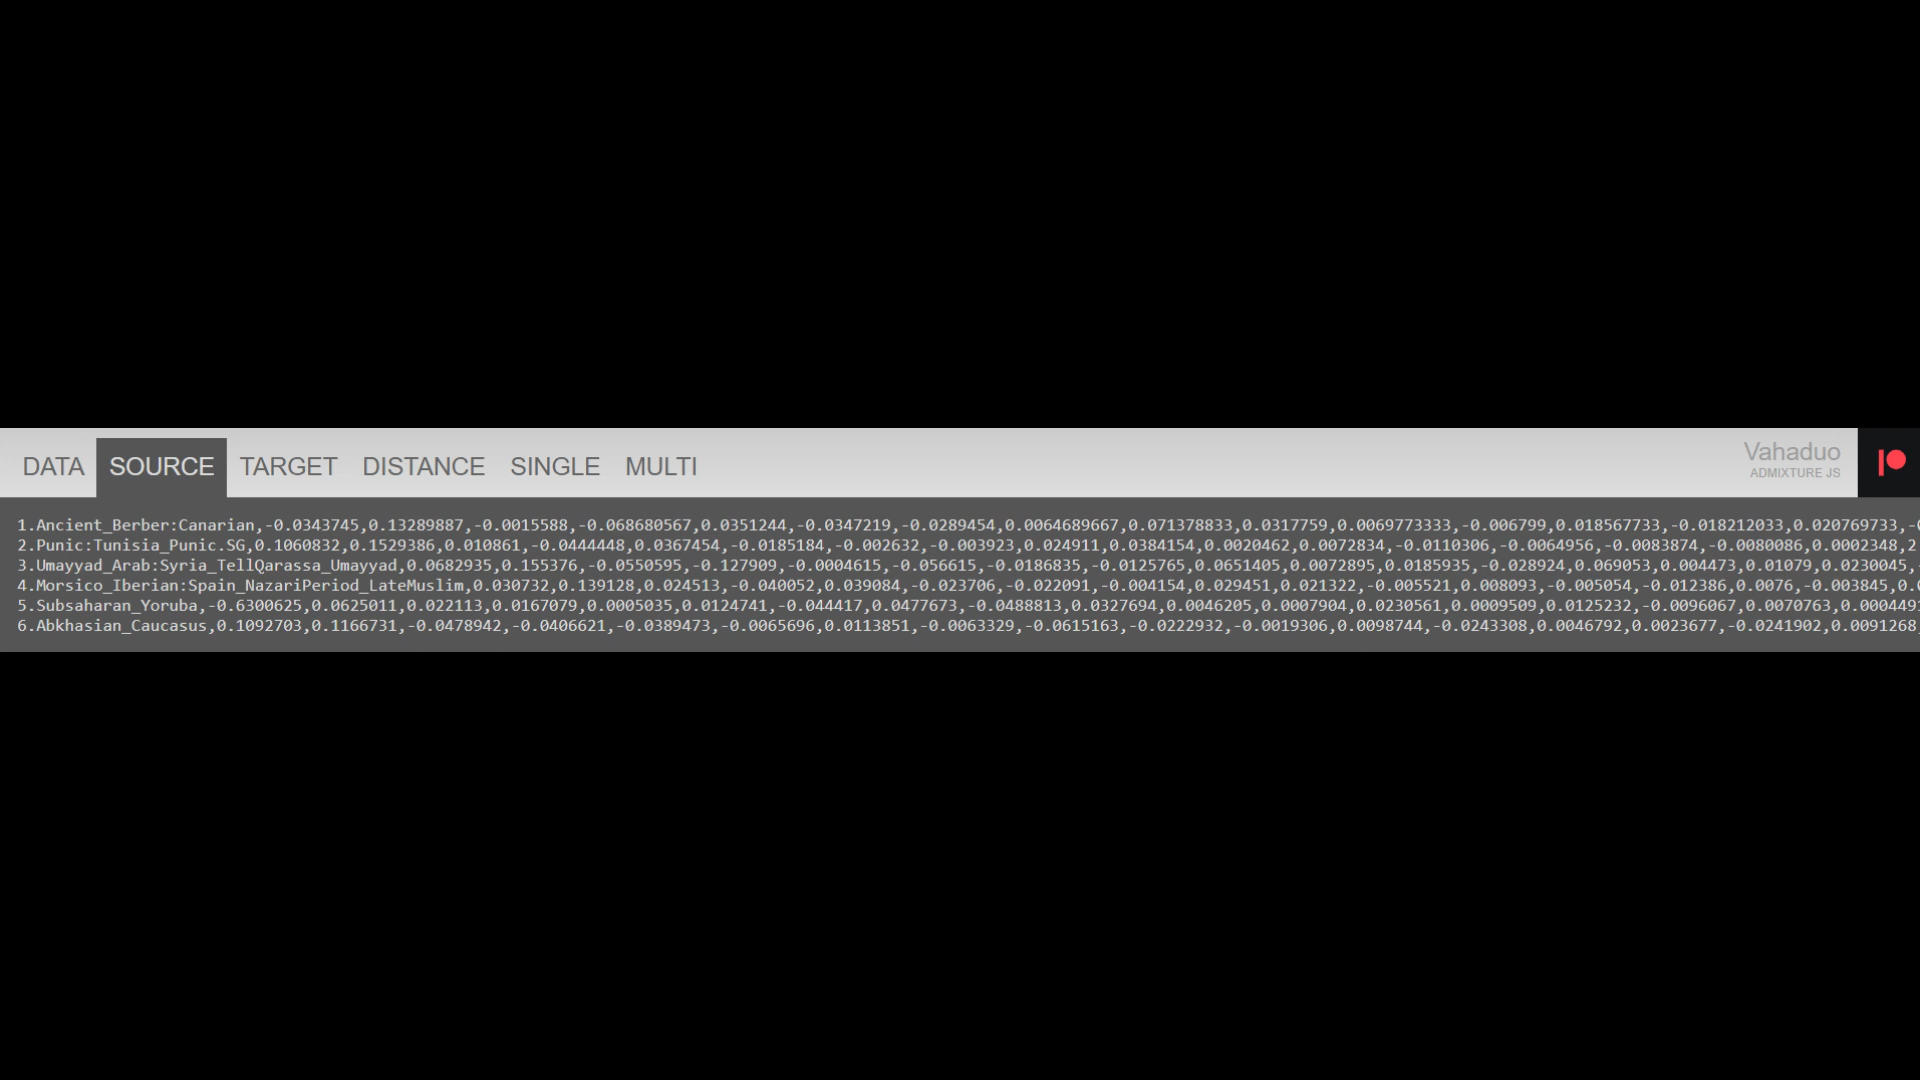 DATA SOURCE TARGET DISTANCE SINGLE MULTI
Vahaduo
ADMIXTURE JS
1.Ancient_Berber:Canarian,-0.0343745,0.13289887,-0.0015588,-0.068680567,0.0351244,-0.0347219,-0.0289454,0.0064689667,0.071378833,0.0317759,0.0069773333,-0.006799,0.018567733,-0.018212033,0.020769733,-0
2.Punic:Tunisia_Punic.SG,0.1060832,0.1529386,0.010861,-0.0444448,0.0367454,-0.0185184,-0.002632,-0.003923,0.024911,0.0384154,0.0020462,0.0072834,-0.0110306,-0.0064956,-0.0083874,-0.0080086,0.0002348,2
3.Umayyad_Arab:Syria_TellQarassa_Umayyad,0.0682935,0.155376,-0.0550595,-0.127909,-0.0004615,-0.056615,-0.0186835,-0.0125765,0.0651405,0.0072895,0.0185935,-0.028924,0.069053,0.004473,0.01079,0.0230045,-
4.Morsico_Iberian:Spain_NazariPeriod_LateMuslim,0.030732,0.139128,0.024513,-0.040052,0.039084,-0.023706,-0.022091,-0.004154,0.029451,0.021322,-0.005521,0.008093,-0.005054,-0.012386,0.0076,-0.003845,0.0
5.Subsaharan_Yoruba,-0.6300625,0.0625011,0.022113,0.0167079,0.0005035,0.0124741,-0.044417,0.0477673,-0.0488813,0.0327694,0.0046205,0.0007904,0.0230561,0.0009509,0.0125232,-0.0096067,0.0070763,0.000449
6.Abkhasian_Caucasus,0.1092703,0.1166731,-0.0478942,-0.0406621,-0.0389473,-0.0065696,0.0113851,-0.0063329,-0.0615163,-0.0222932,-0.0019306,0.0098744,-0.0243308,0.0046792,0.0023677,-0.0241902,0.0091268,